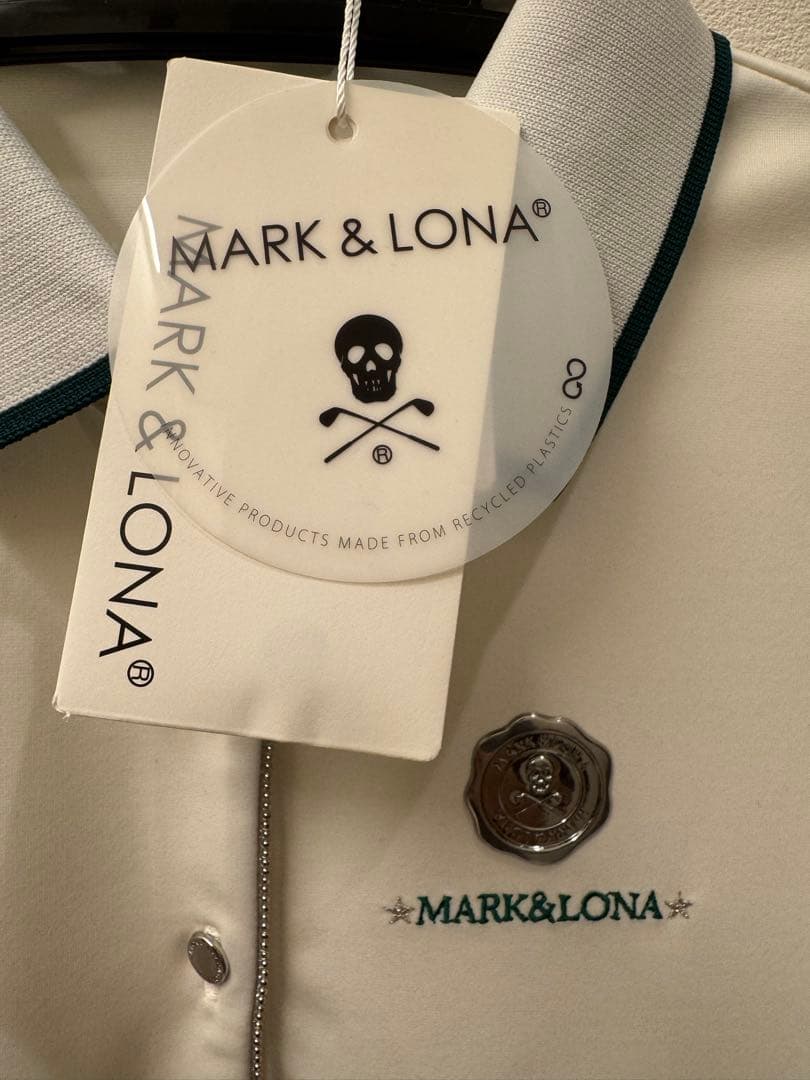 MARK & LONA®
®
INNOVATIVE PRODUCTS MADE FROM RECYCLED PLASTICS
MARK & LONA®
MARK&LONA